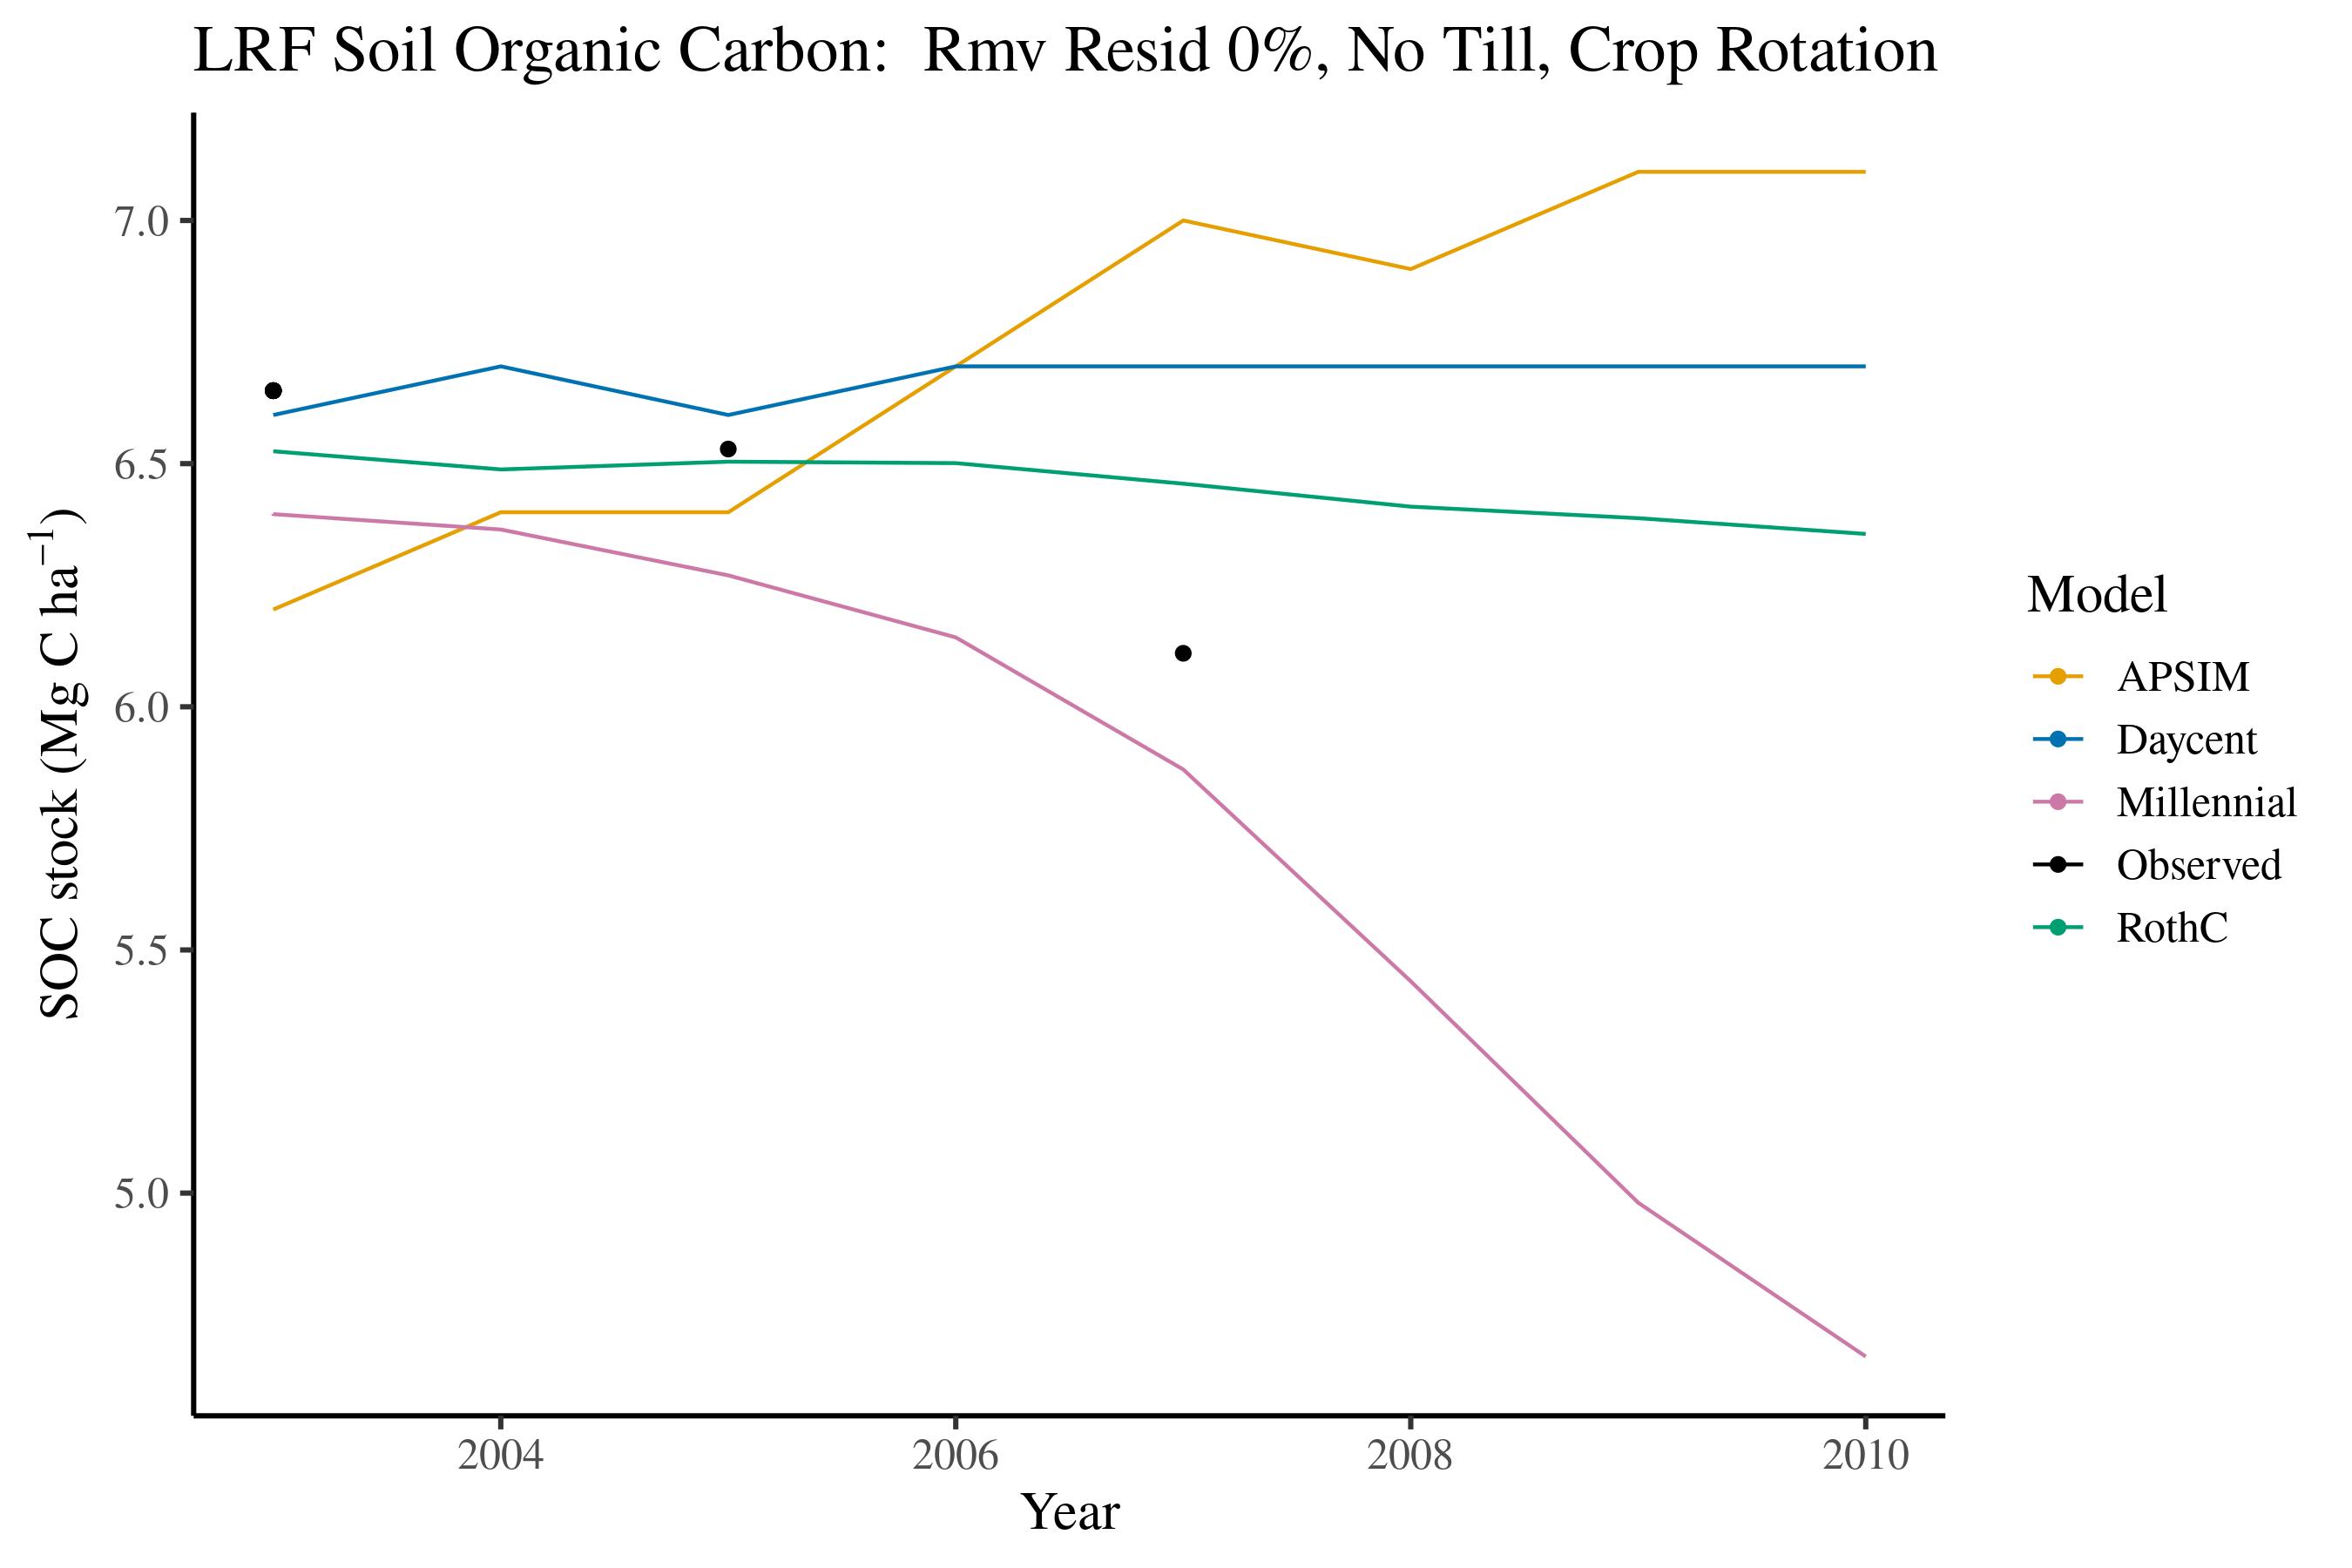 LRF Soil Organic Carbon:  Rm Resid 0%, No Till, Crop Rotation
SOC stock (Mg C ha⁻¹)
7.0
6.5
6.0
5.5
5.0
2004 2006 2008 2010
Year
Model
APSIM
Daycent
Millennial
Observed
RothC